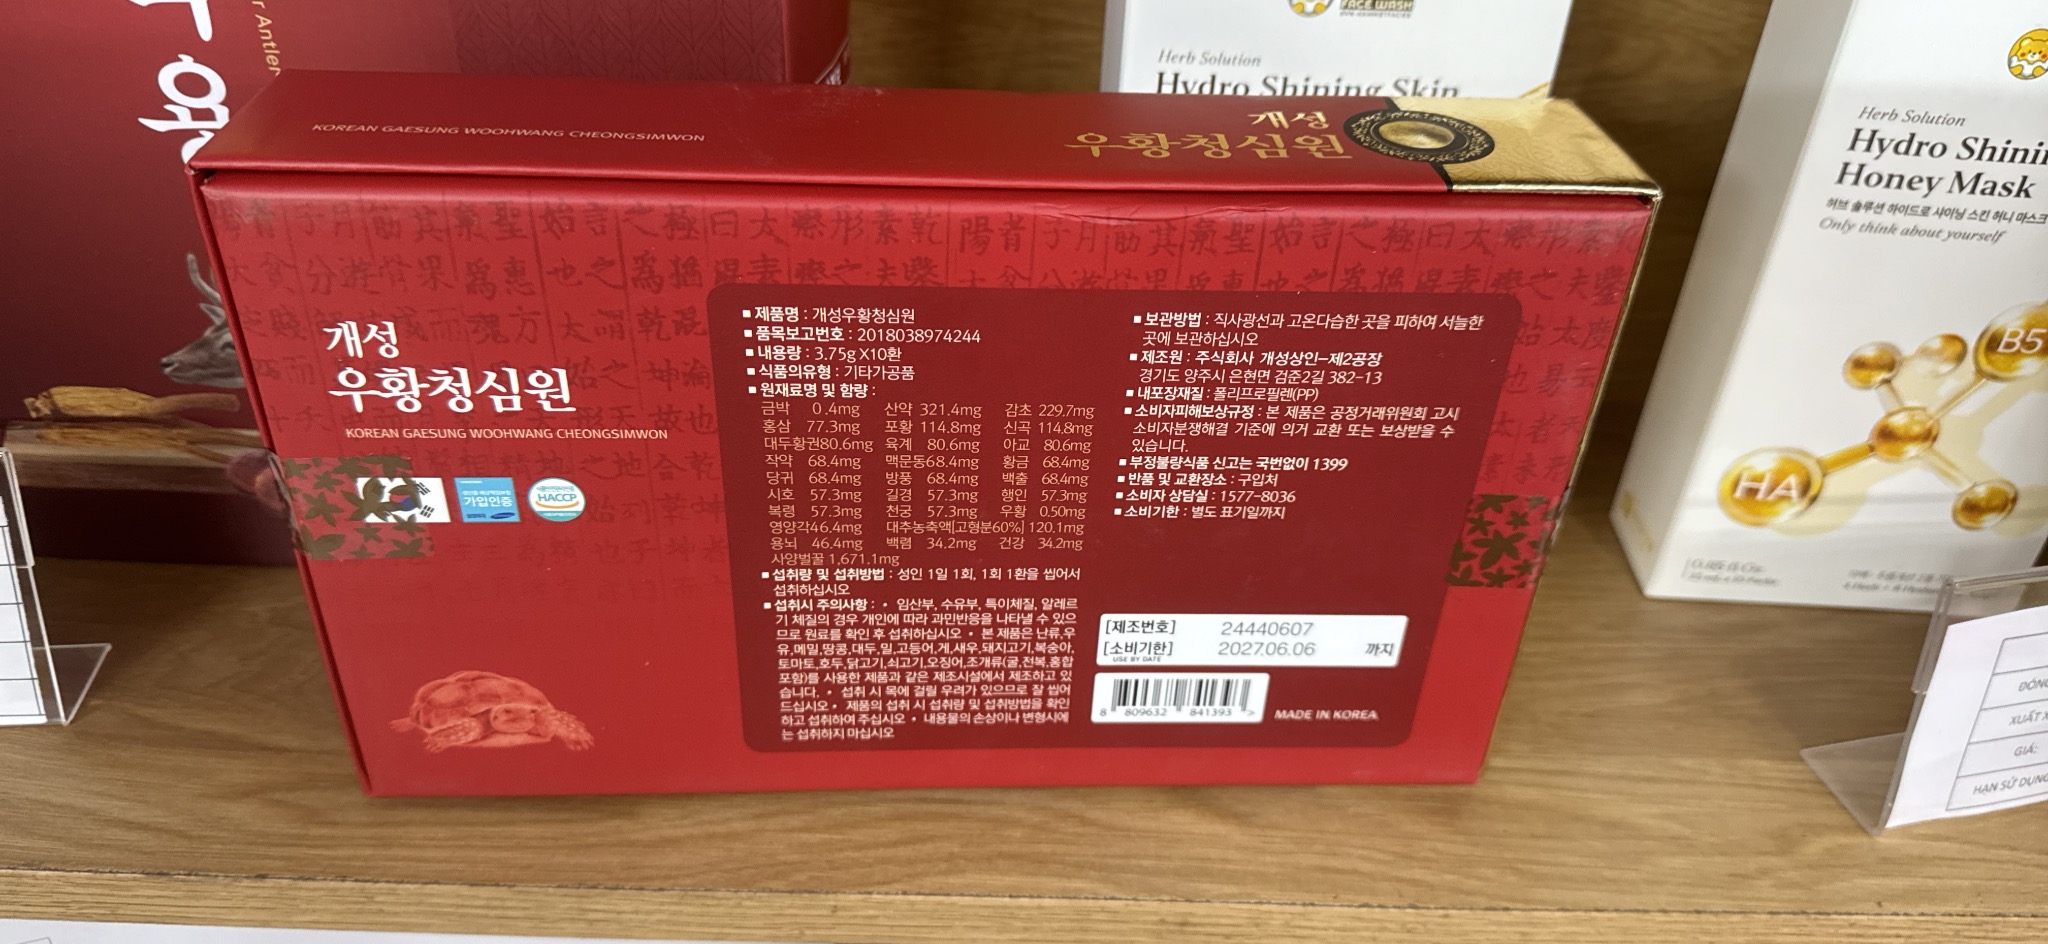 r Antler
용
KOREAN GAESUNG WOOHWANG CHEONGSIMWON
개성
우황청심원
개성
우황청심원
KOREAN GAESUNG WOOHWANG CHEONGSIMWON
가입인증
HACCP
■ 제품명 : 개성우황청심원
■ 품목보고번호 : 2018038974244
■ 내용량 : 3.75g X10환
■ 식품의유형 : 기타가공품
■ 원재료명 및 함량 :
금박 0.4mg 산약 321.4mg 감초 229.7mg
홍삼 77.3mg 포황 114.8mg 신곡 114.8mg
대두황권80.6mg 육계 80.6mg 아교 80.6mg
작약 68.4mg 맥문동68.4mg 황금 68.4mg
당귀 68.4mg 방풍 68.4mg 백출 68.4mg
시호 57.3mg 길경 57.3mg 행인 57.3mg
복령 57.3mg 천궁 57.3mg 우황 0.50mg
영양각46.4mg 대추농축액[고형분60%] 120.1mg
용뇌 46.4mg 백렴 34.2mg 건강 34.2mg
사양벌꿀 1,671.1mg
■ 섭취량 및 섭취방법 : 성인 1일 1회, 1회 1환을 씹어서
섭취하십시오
■ 섭취시 주의사항 : • 임산부, 수유부, 특이체질, 알레르
기 체질의 경우 개인에 따라 과민반응을 나타낼 수 있으
므로 원료를 확인 후 섭취하십시오 • 본 제품은 난류,우
유,메밀,땅콩,대두,밀,고등어,게,새우,돼지고기,복숭아,
토마토,호두,닭고기,쇠고기,오징어,조개류(굴,전복,홍합
포함)를 사용한 제품과 같은 제조시설에서 제조하고 있
습니다. • 섭취 시 목에 걸릴 우려가 있으므로 잘 씹어
드십시오 • 제품의 섭취 시 섭취량 및 섭취방법을 확인
하고 섭취하여 주십시오 • 내용물의 손상이나 변형시에
는 섭취하지 마십시오
■ 보관방법 : 직사광선과 고온다습한 곳을 피하여 서늘한
곳에 보관하십시오
■ 제조원 : 주식회사 개성상인-제2공장
경기도 양주시 은현면 검준2길 382-13
■ 내포장재질 : 폴리프로필렌(PP)
■ 소비자피해보상규정 : 본 제품은 공정거래위원회 고시
소비자분쟁해결 기준에 의거 교환 또는 보상받을 수
있습니다.
■ 부정불량식품 신고는 국번없이 1399
■ 반품 및 교환장소 : 구입처
■ 소비자 상담실 : 1577-8036
■ 소비기한 : 별도 표기일까지
[제조번호] 24440607
[소비기한] 2027.06.06 까지
USE BY DATE
8 809632 841393 >
MADE IN KOREA
FACE WASH
Herb Solution
Hydro Shining Skin
Herb Solution
Hydro Shini
Honey Mask
허브 솔루션 하이드로 샤이닝 스킨 허니 마스크
Only think about yourself
B5
HA
ĐÓNG
XUẤT X
GIÁ:
HẠN SỬ DỤNG